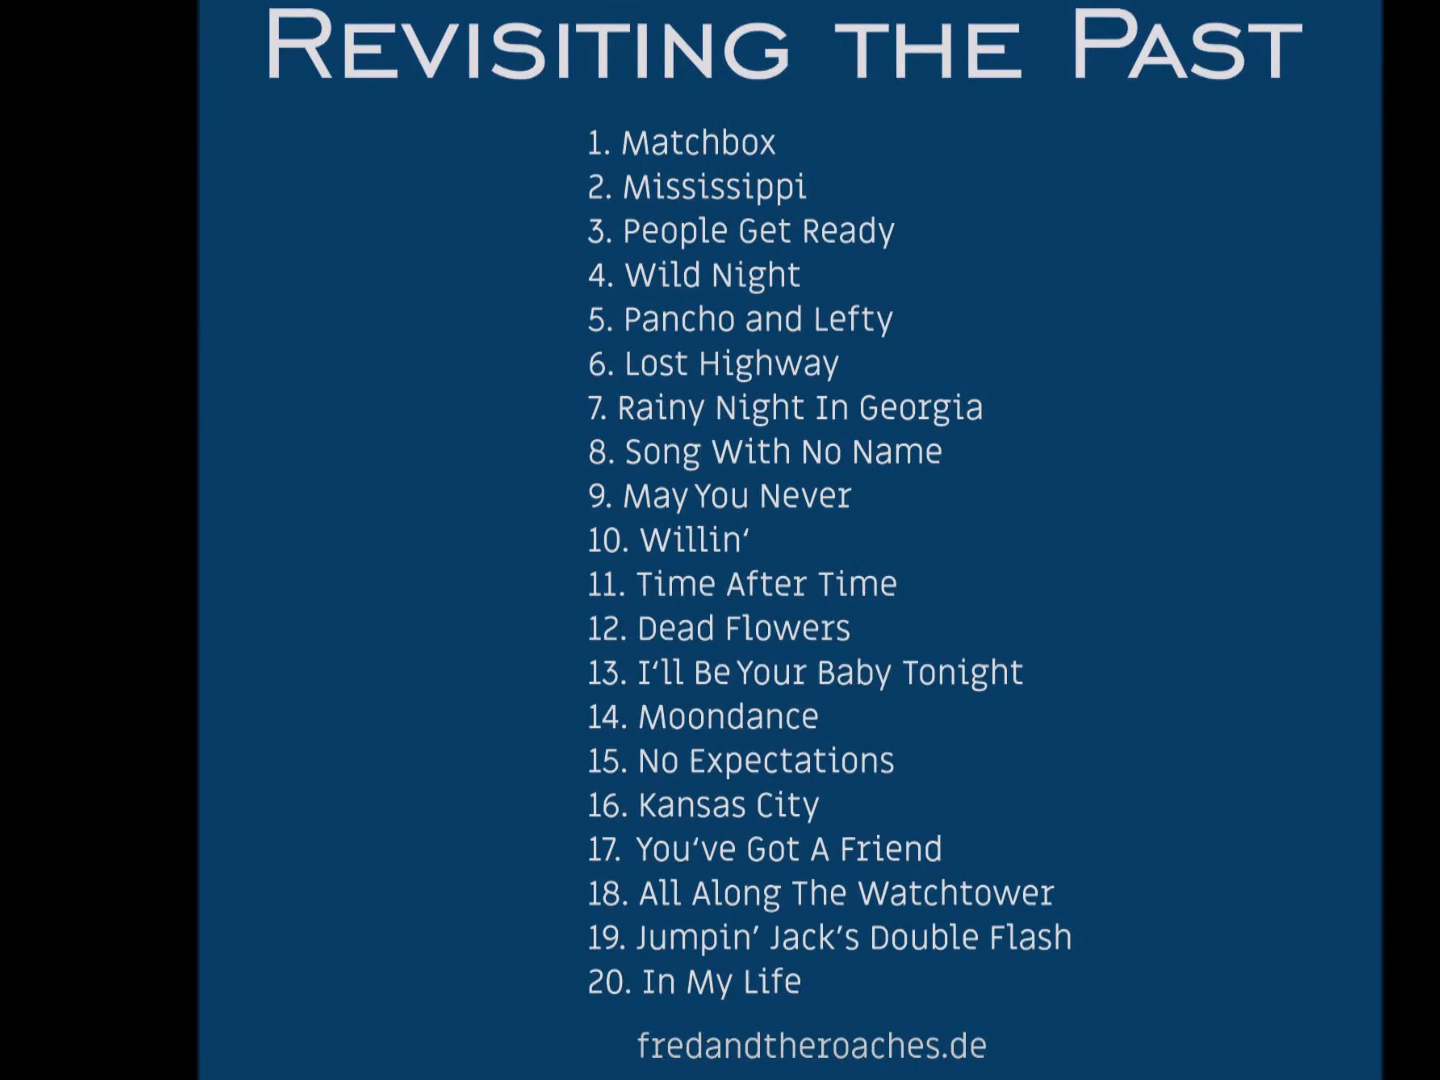 REVISITING THE PAST
1. Matchbox
2. Mississippi
3. People Get Ready
4. Wild Night
5. Pancho and Lefty
6. Lost Highway
7. Rainy Night In Georgia
8. Song With No Name
9. May You Never
10. Willin‘
11. Time After Time
12. Dead Flowers
13. I‘ll Be Your Baby Tonight
14. Moondance
15. No Expectations
16. Kansas City
17. You‘ve Got A Friend
18. All Along The Watchtower
19. Jumpin’ Jack’s Double Flash
20. In My Life
fredandtheroaches.de